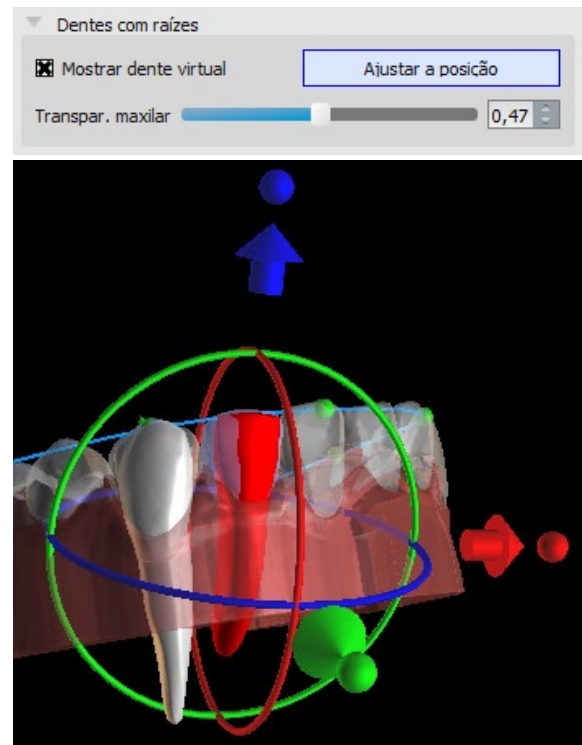 Dentes com raízes
Mostrar dente virtual Ajustar a posição
Transpar. maxilar 0,47